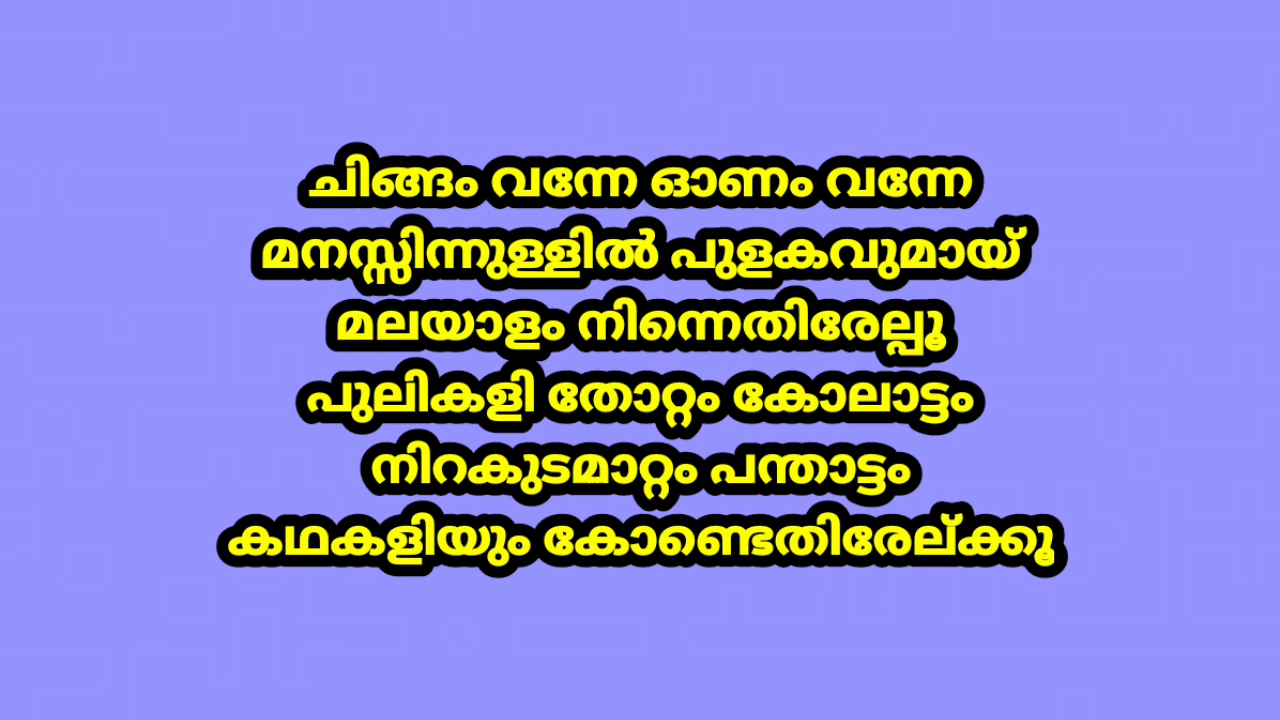 ചിങ്ങം വന്നേ ഓണം വന്നേ
മനസ്സിന്നുള്ളിൽ പുളകവുമായ്
മലയാളം നിന്നെതിരേല്പൂ
പുലികളി തോറ്റം കോലാട്ടം
നിറകുടമാറ്റം പന്താട്ടം
കഥകളിയും കോണ്ടെതിരേല്ക്കൂ